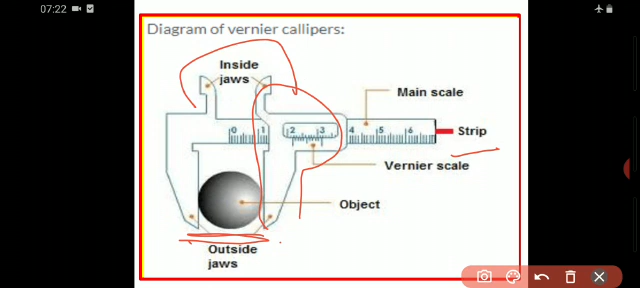 07:22
Diagram of vernier callipers:
Inside
jaws
Main scale
0 1 2 3 4 5 6
Strip
Vernier scale
Object
Outside
jaws